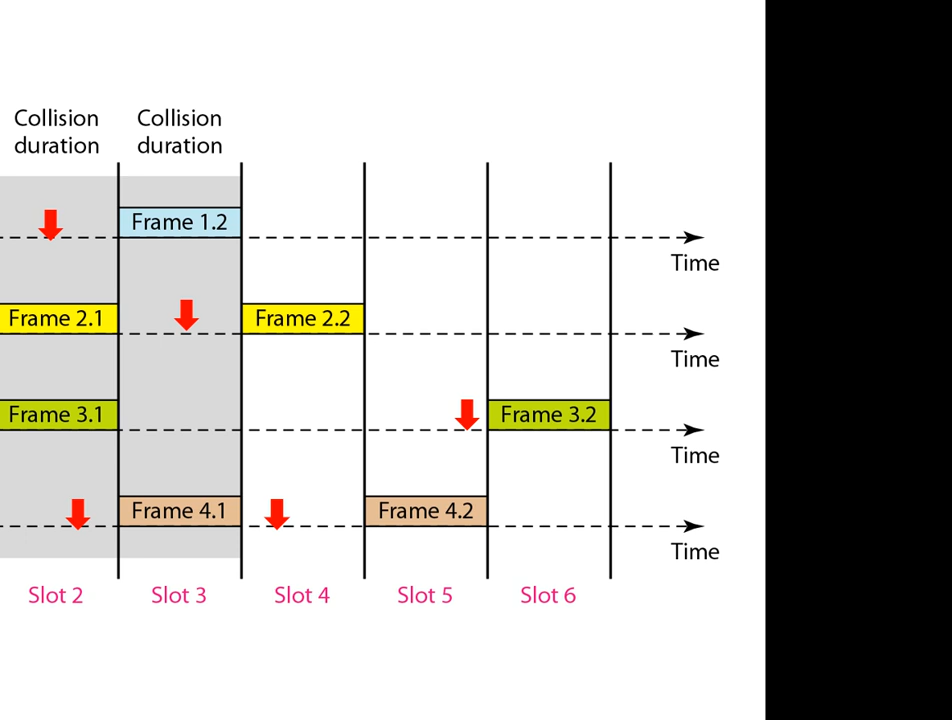 Collision Collision
duration duration
Frame 1.2
Time
Frame 2.1 Frame 2.2
Time
Frame 3.1 Frame 3.2
Time
Frame 4.1 Frame 4.2
Time
Slot 2 Slot 3 Slot 4 Slot 5 Slot 6